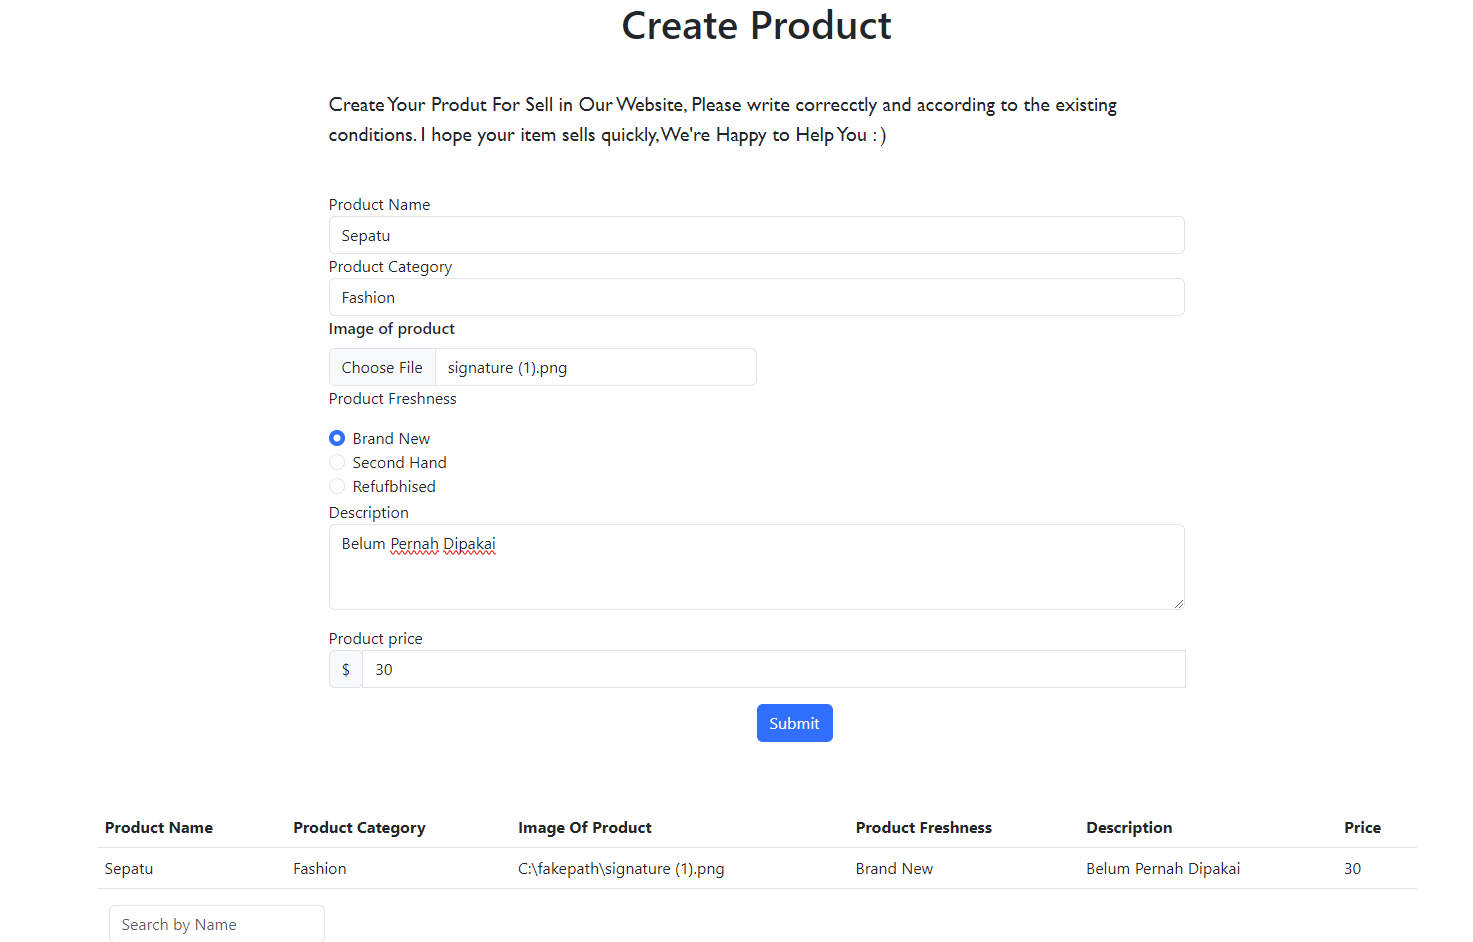 Create Product
Create Your Produt For Sell in Our Website, Please write correcctly and according to the existing
conditions. I hope your item sells quickly,We're Happy to Help You : )
Product Name
Sepatu
Product Category
Fashion
Image of product
Choose File signature (1).png
Product Freshness
Brand New
Second Hand
Refufbhised
Description
Belum Pernah Dipakai
Product price
$ 30
Submit
Product Name Product Category Image Of Product Product Freshness Description Price
Sepatu Fashion C:\fakepath\signature (1).png Brand New Belum Pernah Dipakai 30
Search by Name